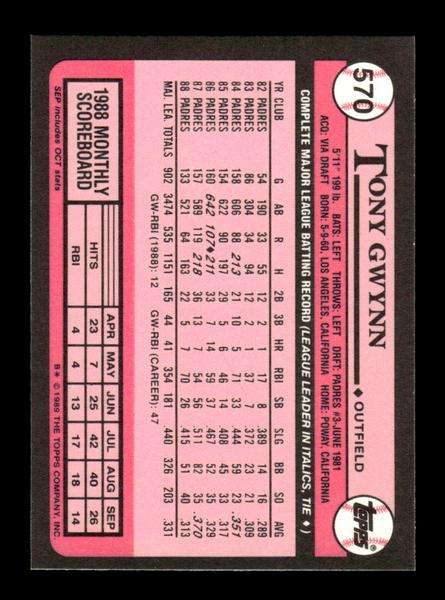 570
TONY GWYNN ♦ OUTFIELD
TOPPS®
5'11" 199 lb. BATS: LEFT THROWS: LEFT DRFT: PADRES #3-JUNE 1981
ACQ: VIA DRAFT BORN: 5-9-60, LOS ANGELES, CALIFORNIA HOME: POWAY, CALIFORNIA
COMPLETE MAJOR LEAGUE BATTING RECORD (LEAGUE LEADER IN ITALICS, TIE ♦)
YR CLUB G AB R H 2B 3B HR RBI SB SLG BB SO AVG
82 PADRES 54 190 33 55 12 2 1 17 8 .389 14 16 .289
83 PADRES 86 304 34 94 12 2 1 37 7 .372 23 21 .309
84 PADRES 158 606 88 213 21 10 5 71 33 .444 59 23 .351
85 PADRES 154 622 90 197 29 5 6 46 14 .408 45 33 .317
86 PADRES 160 642 107♦ 211 33 7 14 59 37 .467 52 35 .329
87 PADRES 157 589 119 218 36 13 7 54 56 .511 82 35 .370
88 PADRES 133 521 64 163 22 5 7 70 26 .415 51 40 .313
MAJ. LEA. TOTALS 902 3474 535 1151 165 44 41 354 181 .440 326 203 .331
GW-RBI (1988): 12 GW-RBI (CAREER): 47
1988 MONTHLY
SCOREBOARD
SEP includes OCT stats
APR MAY JUN JUL AUG SEP
HITS 23 7 25 42 40 26
RBI 4 4 13 17 18 14
B* © 1989 THE TOPPS COMPANY, INC.